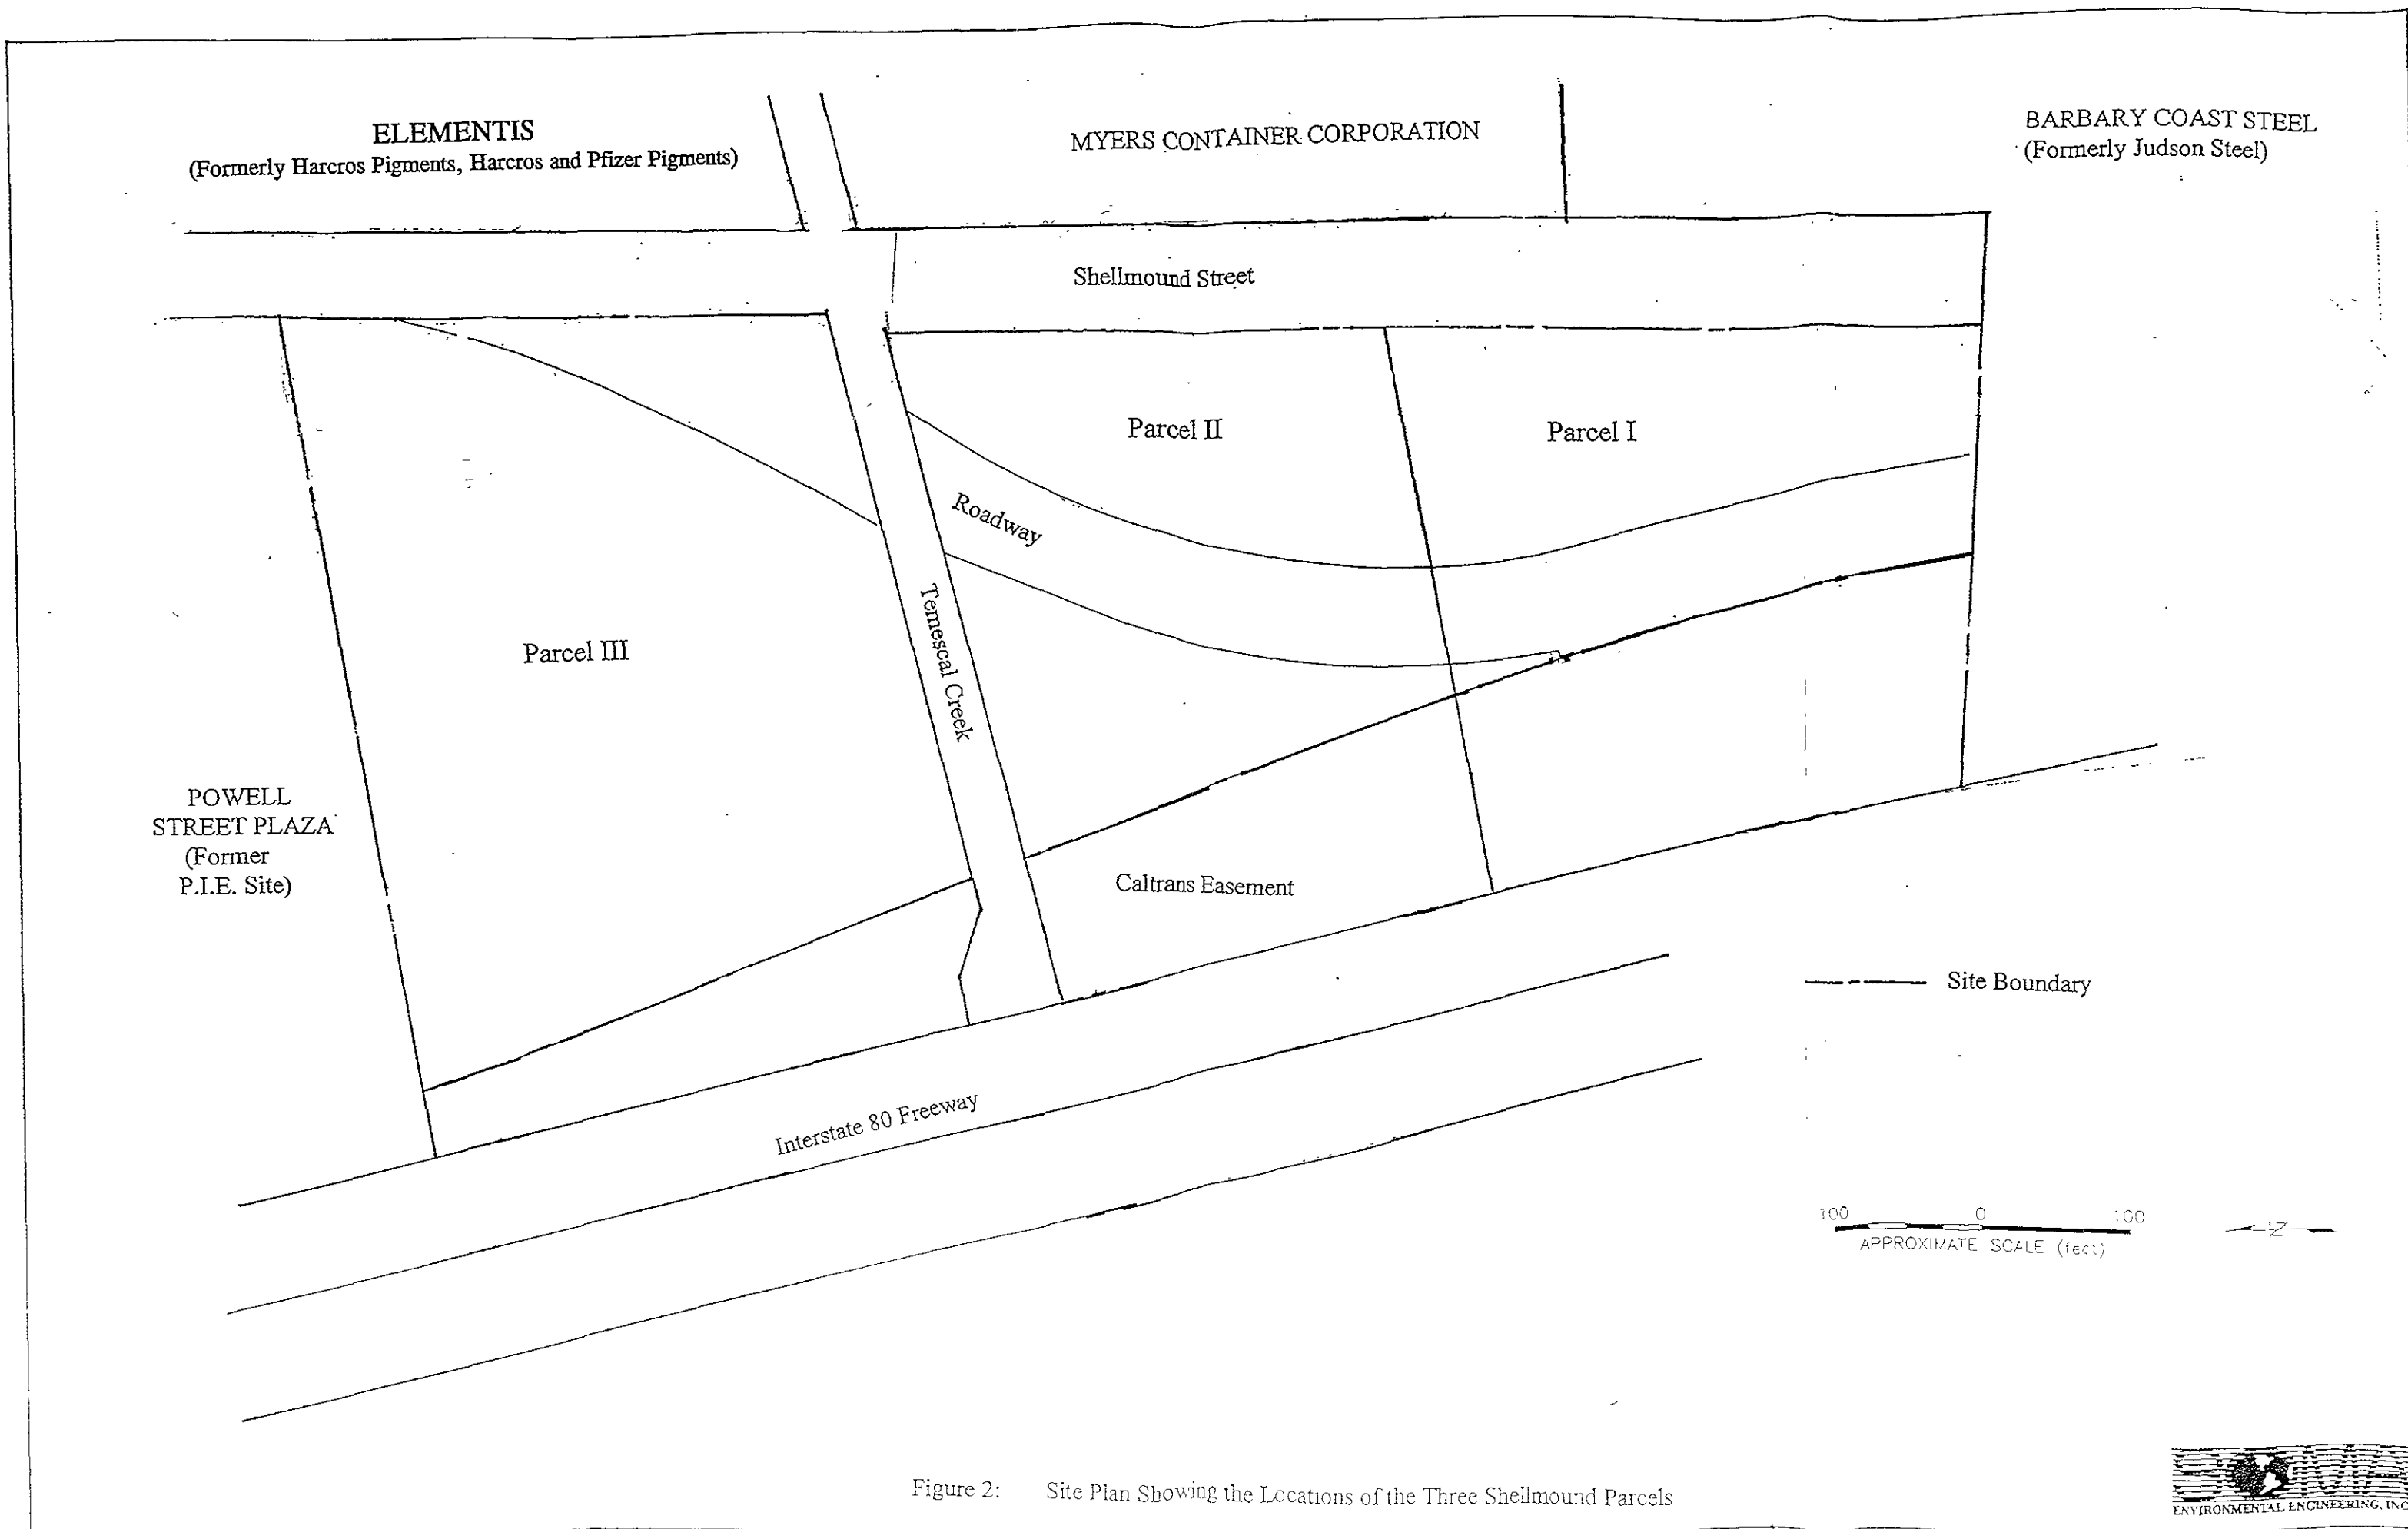 ELEMENTIS
(Formerly Harcros Pigments, Harcros and Pfizer Pigments)
MYERS CONTAINER CORPORATION
BARBARY COAST STEEL
(Formerly Judson Steel)
Shellmound Street
Parcel II
Parcel I
Roadway
Temescal Creek
Parcel III
POWELL
STREET PLAZA
(Former
P.I.E. Site)
Caltrans Easement
Site Boundary
Interstate 80 Freeway
100 0 100
APPROXIMATE SCALE (feet)
N
Figure 2: Site Plan Showing the Locations of the Three Shellmound Parcels
SOMA
ENVIRONMENTAL ENGINEERING, INC